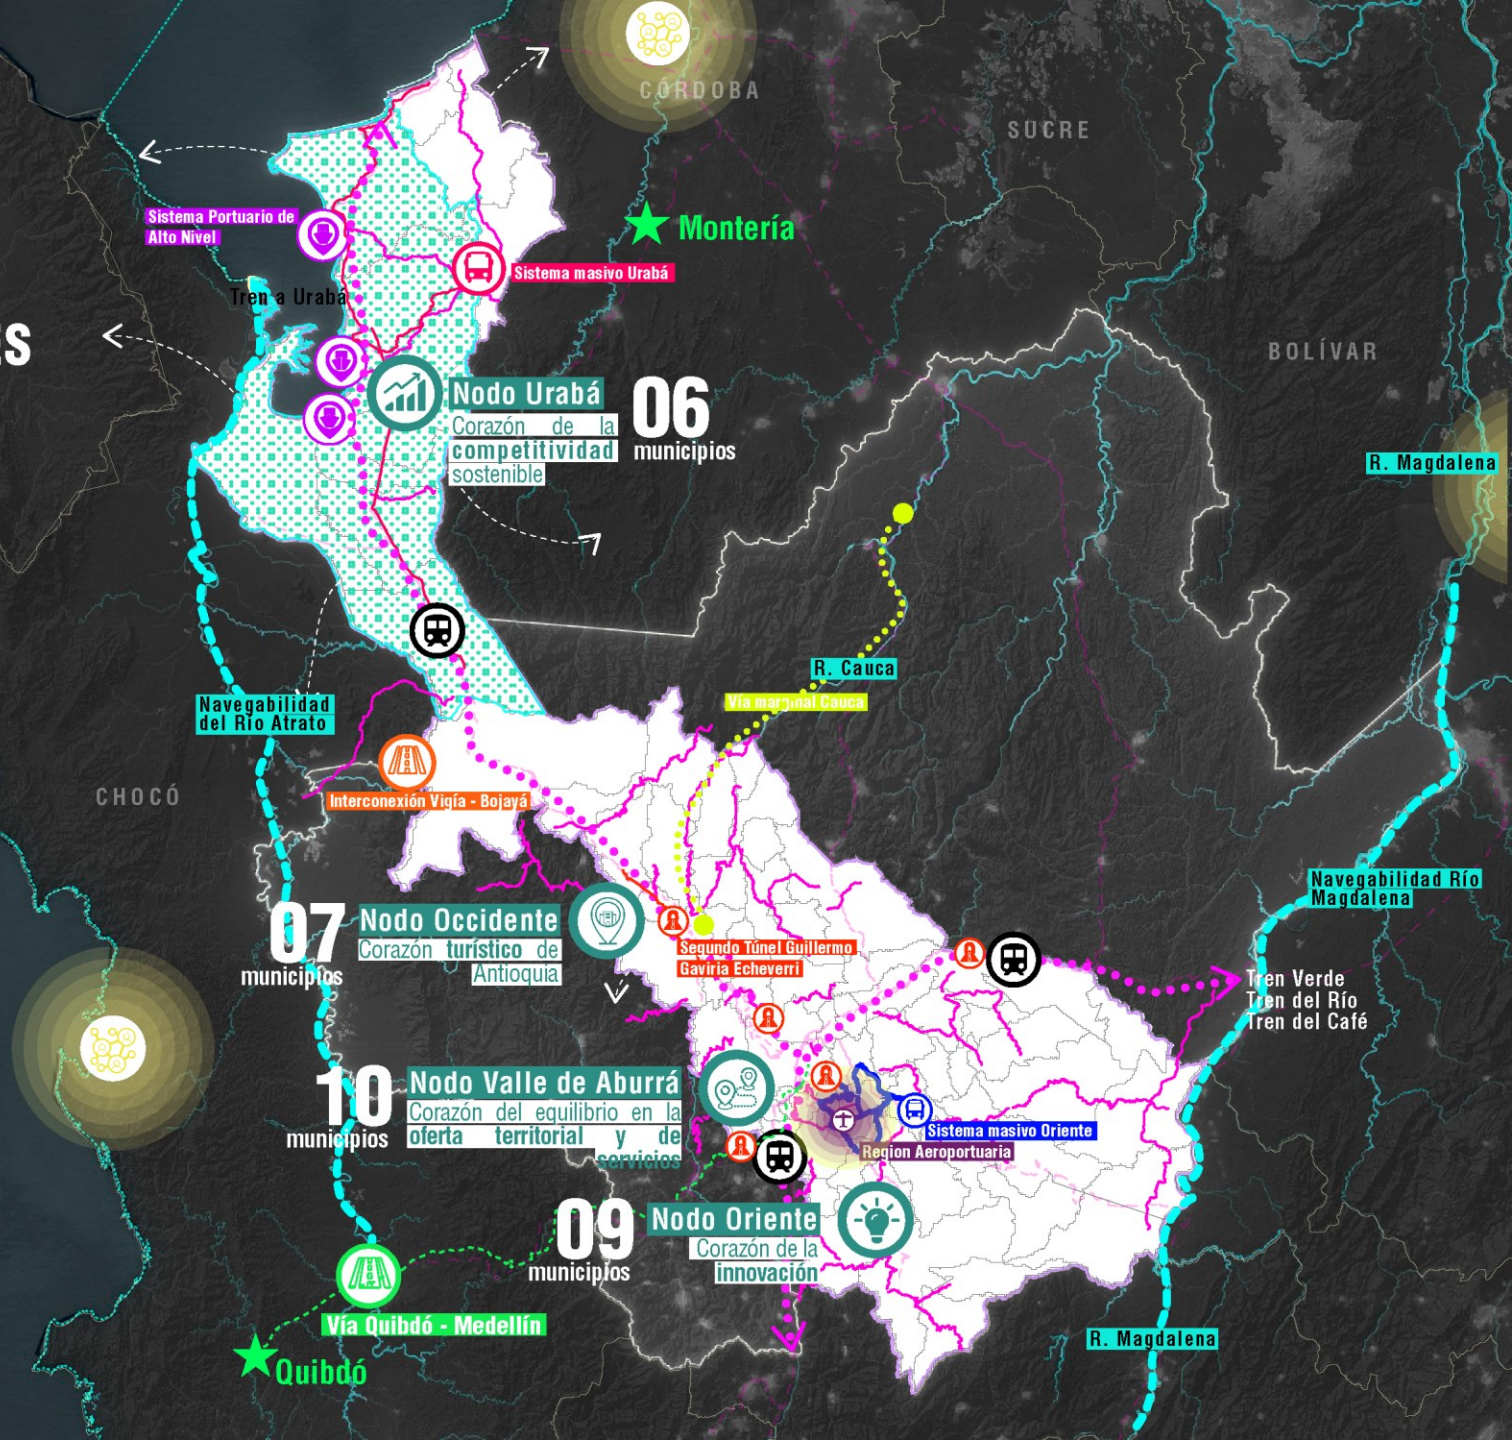 CÓRDOBA
SUCRE
Sistema Portuario de
Alto Nivel
Montería
Sistema masivo Urabá
Tren a Urabá
BOLÍVAR
Nodo Urabá
Corazón de la
competitividad
sostenible
06
municipios
R. Magdalena
R. Cauca
Vía marginal Cauca
Navegabilidad
del Río Atrato
CHOCÓ
Interconexión Vigía - Bojayá
Navegabilidad Río
Magdalena
07
municipios
Nodo Occidente
Corazón turístico de
Antioquia
Segundo Túnel Guillermo
Gaviria Echeverri
Tren Verde
Tren del Río
Tren del Café
10
municipios
Nodo Valle de Aburrá
Corazón del equilibrio en la
oferta territorial y de
servicios
Sistema masivo Oriente
Region Aeroportuaria
09
municipios
Nodo Oriente
Corazón de la
innovación
Vía Quibdó - Medellín
Quibdó
R. Magdalena